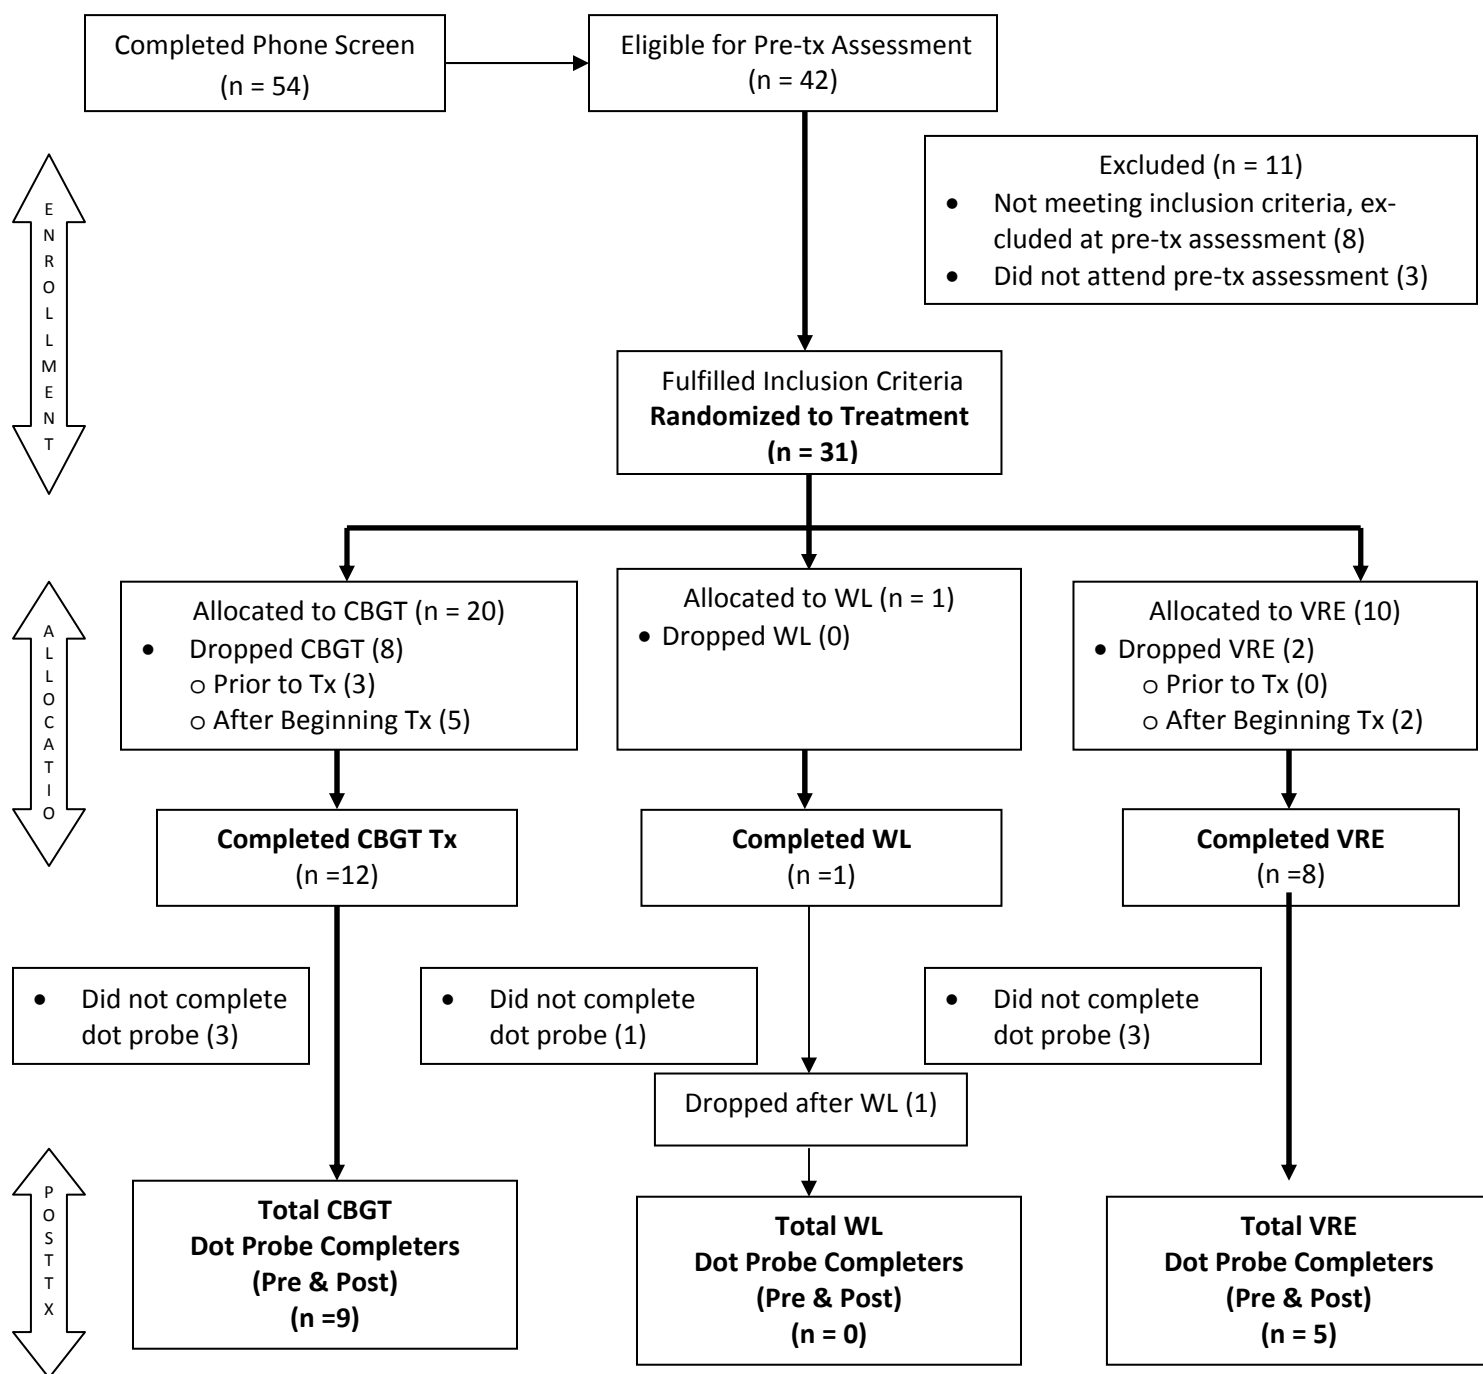 Completed Phone Screen
(n = 54)
Eligible for Pre-tx Assessment
(n = 42)
Excluded (n = 11)
• Not meeting inclusion criteria, ex-
cluded at pre-tx assessment (8)
• Did not attend pre-tx assessment (3)
ENROLLMENT
Fulfilled Inclusion Criteria
Randomized to Treatment
(n = 31)
ALLOCATIO
Allocated to CBGT (n = 20)
• Dropped CBGT (8)
o Prior to Tx (3)
o After Beginning Tx (5)
Allocated to WL (n = 1)
• Dropped WL (0)
Allocated to VRE (10)
• Dropped VRE (2)
o Prior to Tx (0)
o After Beginning Tx (2)
Completed CBGT Tx
(n =12)
Completed WL
(n =1)
Completed VRE
(n =8)
• Did not complete
dot probe (3)
• Did not complete
dot probe (1)
• Did not complete
dot probe (3)
Dropped after WL (1)
POSTTX
Total CBGT
Dot Probe Completers
(Pre & Post)
(n =9)
Total WL
Dot Probe Completers
(Pre & Post)
(n = 0)
Total VRE
Dot Probe Completers
(Pre & Post)
(n = 5)